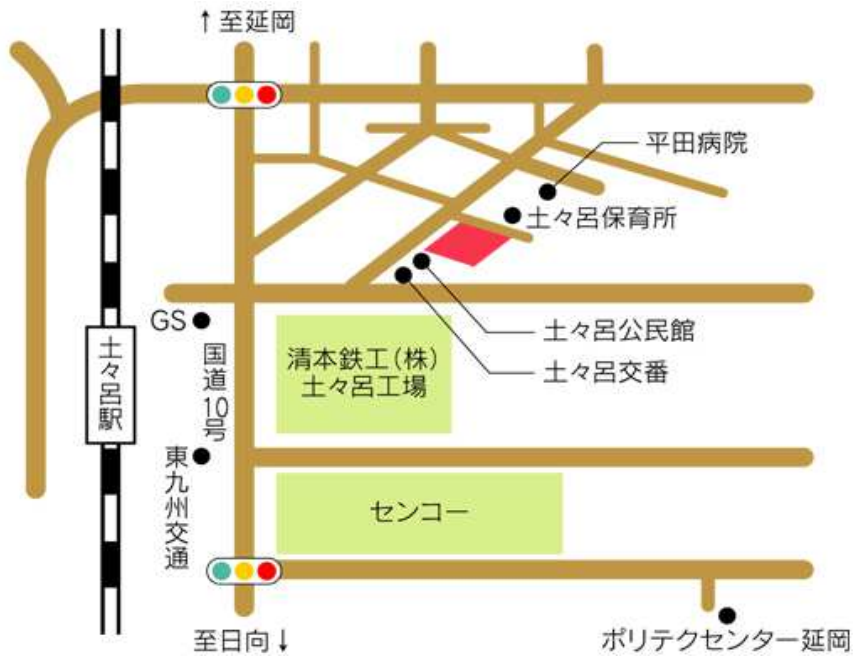 ↑至延岡
平田病院
土々呂保育所
土々呂公民館
土々呂交番
GS
清本鉄工(株)
土々呂工場
土々呂駅
国道10号
東九州交通
センコー
至日向↓
ポリテクセンター延岡